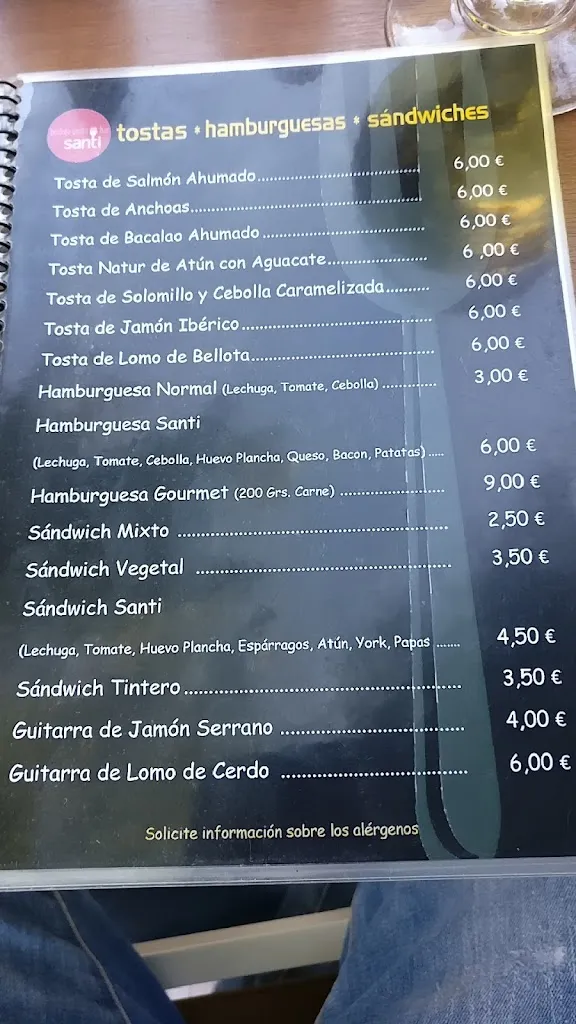 santi
tostas * hamburguesas * sándwiches
Tosta de Salmón Ahumado 6,00 €
Tosta de Anchoas 6,00 €
Tosta de Bacalao Ahumado 6,00 €
Tosta Natur de Atún con Aguacate 6 ,00 €
Tosta de Solomillo y Cebolla Caramelizada 6,00 €
Tosta de Jamón Ibérico 6,00 €
Tosta de Lomo de Bellota 6,00 €
Hamburguesa Normal (Lechuga, Tomate, Cebolla) 3,00 €
Hamburguesa Santi
(Lechuga, Tomate, Cebolla, Huevo Plancha, Queso, Bacon, Patatas) 6,00 €
Hamburguesa Gourmet (200 Grs. Carne) 9,00 €
Sándwich Mixto 2,50 €
Sándwich Vegetal 3,50 €
Sándwich Santi
(Lechuga, Tomate, Huevo Plancha, Espárragos, Atún, York, Papas 4,50 €
Sándwich Tintero 3,50 €
Guitarra de Jamón Serrano 4,00 €
Guitarra de Lomo de Cerdo 6,00 €
Solicite información sobre los alérgenos